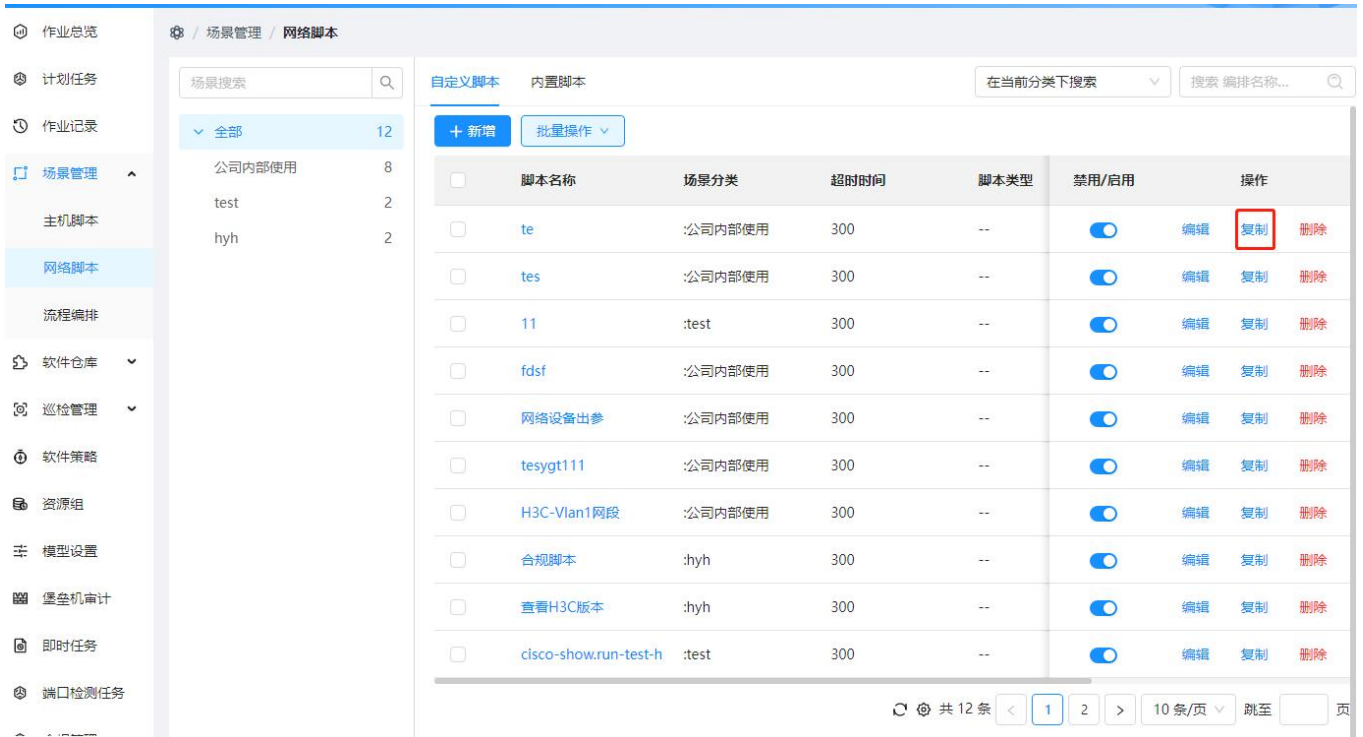 作业总览
计划任务
作业记录
场景管理
主机脚本
网络脚本
流程编排
软件仓库
巡检管理
软件策略
资源组
模型设置
堡垒机审计
即时任务
端口检测任务
/ 场景管理 / 网络脚本
场景搜索
全部 12
公司内部使用 8
test 2
hyh 2
自定义脚本 内置脚本 在当前分类下搜索 搜索 编排名称...
+ 新增 批量操作
脚本名称 场景分类 超时时间 脚本类型 禁用/启用 操作
te :公司内部使用 300 -- 编辑 复制 删除
tes :公司内部使用 300 -- 编辑 复制 删除
11 :test 300 -- 编辑 复制 删除
fdsf :公司内部使用 300 -- 编辑 复制 删除
网络设备出参 :公司内部使用 300 -- 编辑 复制 删除
tesygt111 :公司内部使用 300 -- 编辑 复制 删除
H3C-Vlan1网段 :公司内部使用 300 -- 编辑 复制 删除
合规脚本 :hyh 300 -- 编辑 复制 删除
查看H3C版本 :hyh 300 -- 编辑 复制 删除
cisco-show.run-test-h :test 300 -- 编辑 复制 删除
共 12 条 < 1 2 > 10 条/页 跳至 页